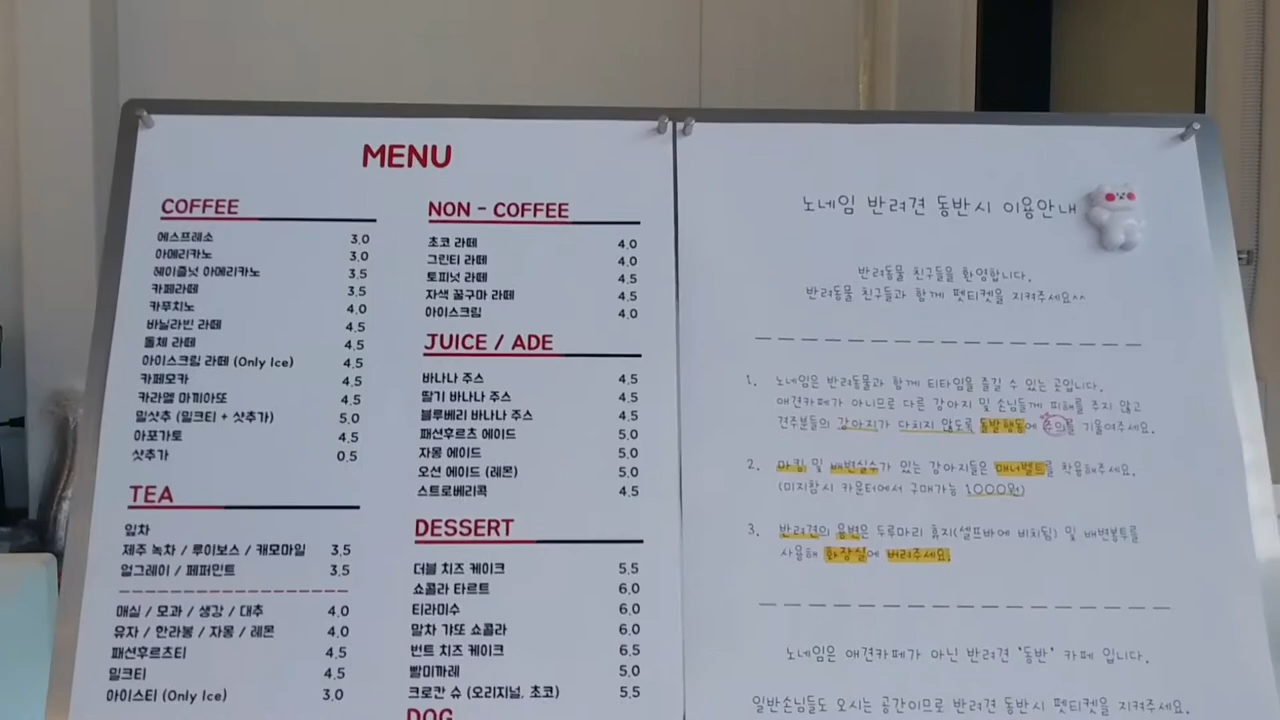 MENU
COFFEE
에스프레소 3.0
아메리카노 3.0
헤이즐넛 아메리카노 3.5
카페라떼 3.5
카푸치노 4.0
바닐라빈 라떼 4.5
돌체 라떼 4.5
아이스크림 라떼 (Only Ice) 4.5
카페모카 4.5
카라멜 마끼아또 4.5
밀샷추 (밀크티 + 샷추가) 5.0
아포가토 4.5
샷추가 0.5
TEA
잎차
제주 녹차 / 루이보스 / 캐모마일 3.5
얼그레이 / 페퍼민트 3.5
매실 / 모과 / 생강 / 대추 4.0
유자 / 한라봉 / 자몽 / 레몬 4.0
패션후르츠티 4.5
밀크티 4.5
아이스티 (Only Ice) 3.0
NON - COFFEE
초코 라떼 4.0
그린티 라떼 4.0
토피넛 라떼 4.5
자색 꿀구마 라떼 4.5
아이스크림 4.0
JUICE / ADE
바나나 주스 4.5
딸기 바나나 주스 4.5
블루베리 바나나 주스 4.5
패션후르츠 에이드 5.0
자몽 에이드 5.0
오션 에이드 (레몬) 5.0
스트로베리콕 4.5
DESSERT
더블 치즈 케이크 5.5
쇼콜라 타르트 6.0
티라미수 6.0
말차 갸또 쇼콜라 6.0
번트 치즈 케이크 6.5
빨미까레 5.0
크로칸 슈 (오리지널, 초코) 5.5
DOG
노네임 반려견 동반시 이용안내
반려동물 친구들을 환영합니다.
반려동물 친구들과 함께 펫티켓을 지켜주세요^^
1. 노네임은 반려동물과 함께 티타임을 즐길 수 있는 곳입니다.
애견카페가 아니므로 다른 강아지 및 손님들께 피해를 주지 않고
견주분들의 강아지가 다치지 않도록 돌발행동에 주의를 기울여주세요.
2. 마킹 및 배변실수가 있는 강아지들은 매너벨트를 착용해주세요.
(미지참시 카운터에서 구매가능 1000원)
3. 반려견의 응변은 두루마리 휴지(셀프바에 비치됨) 및 배변봉투를
사용해 화장실에 버려주세요.
노네임은 애견카페가 아닌 반려견 "동반" 카페 입니다.
일반손님들도 오시는 공간이므로 반려견 동반시 펫티켓을 지켜주세요.